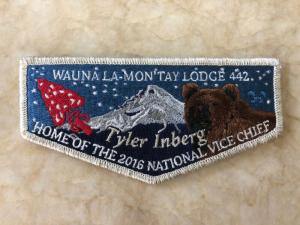 WAUNA LA-MON'TAY LODGE 442
Tyler Inberg
HOME OF THE 2016 NATIONAL VICE CHIEF